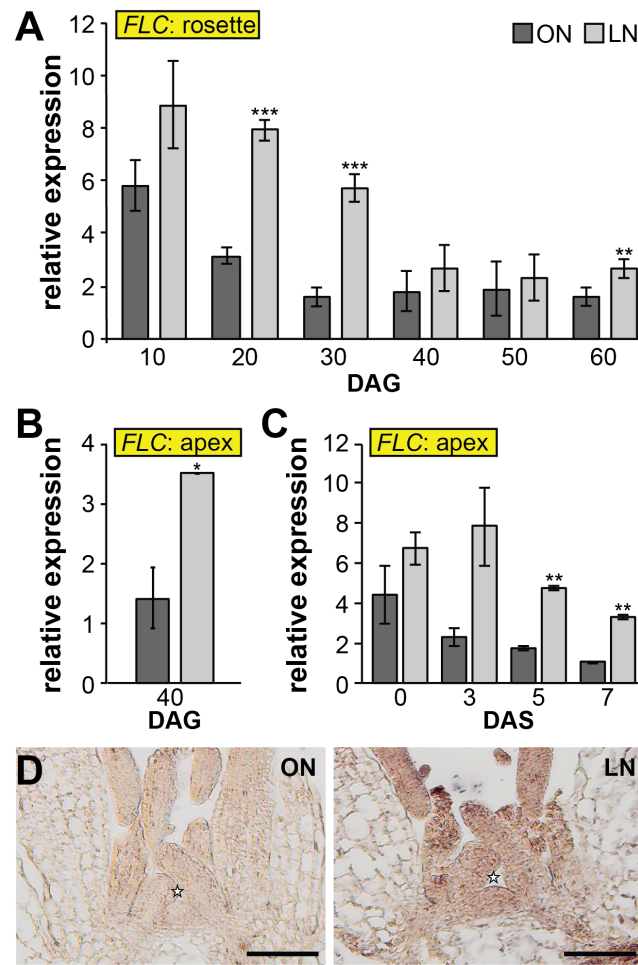 A
FLC: rosette
ON LN
relative expression
12
10
8
6
4
2
0
***
***
**
10 20 30 40 50 60
DAG
B
FLC: apex
relative expression
4
3
2
1
0
*
40
DAG
C
FLC: apex
relative expression
12
10
8
6
4
2
0
**
**
0 3 5 7
DAS
D
ON
LN